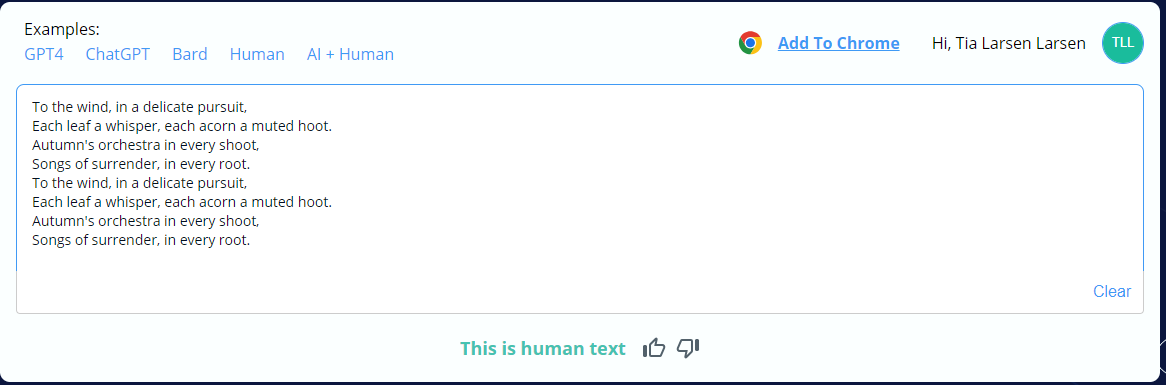 Examples:
GPT4 ChatGPT Bard Human AI + Human
Add To Chrome Hi, Tia Larsen Larsen TLL
To the wind, in a delicate pursuit,
Each leaf a whisper, each acorn a muted hoot.
Autumn's orchestra in every shoot,
Songs of surrender, in every root.
To the wind, in a delicate pursuit,
Each leaf a whisper, each acorn a muted hoot.
Autumn's orchestra in every shoot,
Songs of surrender, in every root.
Clear
This is human text